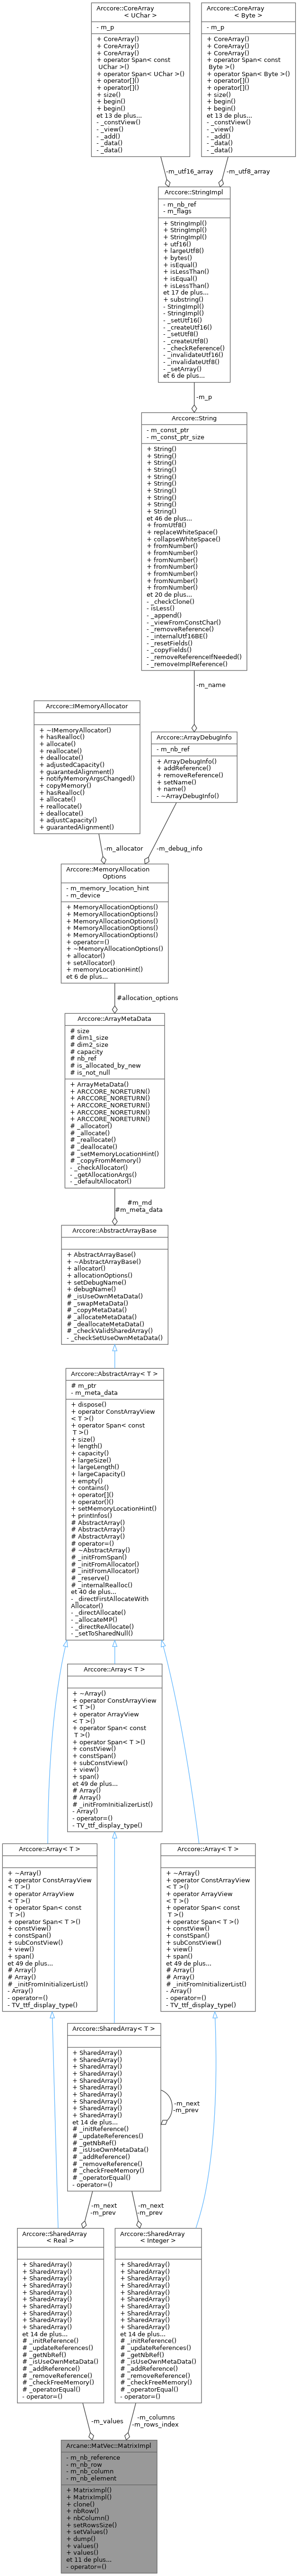 Arccore::CoreArray
< UChar >
- m_p
+ CoreArray()
+ CoreArray()
+ CoreArray()
+ operator Span< const
UChar >()
+ operator Span< UChar >()
+ operator[]()
+ operator[]()
+ size()
+ begin()
+ begin()
et 13 de plus...
- _constView()
- _view()
- _add()
- _data()
- _data()
Arccore::CoreArray
< Byte >
- m_p
+ CoreArray()
+ CoreArray()
+ CoreArray()
+ operator Span< const
Byte >()
+ operator Span< Byte >()
+ operator[]()
+ operator[]()
+ size()
+ begin()
+ begin()
et 13 de plus...
- _constView()
- _view()
- _add()
- _data()
- _data()
-m_utf16_array
-m_utf8_array
Arccore::StringImpl
- m_nb_ref
- m_flags
+ StringImpl()
+ StringImpl()
+ StringImpl()
+ utf16()
+ largeUtf8()
+ bytes()
+ isEqual()
+ isLessThan()
+ isEqual()
+ isLessThan()
et 17 de plus...
+ substring()
- StringImpl()
- StringImpl()
- _setUtf16()
- _createUtf16()
- _setUtf8()
- _createUtf8()
- _checkReference()
- _invalidateUtf16()
- _invalidateUtf8()
- _setArray()
et 6 de plus...
-m_p
Arccore::String
- m_const_ptr
- m_const_ptr_size
+ String()
+ String()
+ String()
+ String()
+ String()
+ String()
+ String()
+ String()
+ String()
+ String()
et 46 de plus...
+ fromUtf8()
+ replaceWhiteSpace()
+ collapseWhiteSpace()
+ fromNumber()
+ fromNumber()
+ fromNumber()
+ fromNumber()
+ fromNumber()
+ fromNumber()
+ fromNumber()
et 20 de plus...
- _checkClone()
- isLess()
- _append()
- _viewFromConstChar()
- _removeReference()
- _internalUtf16BE()
- _resetFields()
- _copyFields()
- _removeReferenceIfNeeded()
- _removeImplReference()
-m_name
Arccore::IMemoryAllocator
+ ~IMemoryAllocator()
+ hasRealloc()
+ allocate()
+ reallocate()
+ deallocate()
+ adjustedCapacity()
+ guarantedAlignment()
+ notifyMemoryArgsChanged()
+ copyMemory()
+ hasRealloc()
+ allocate()
+ reallocate()
+ deallocate()
+ adjustCapacity()
+ guarantedAlignment()
Arccore::ArrayDebugInfo
- m_nb_ref
+ ArrayDebugInfo()
+ addReference()
+ removeReference()
+ setName()
+ name()
- ~ArrayDebugInfo()
-m_allocator
-m_debug_info
Arccore::MemoryAllocation
Options
- m_memory_location_hint
- m_device
+ MemoryAllocationOptions()
+ MemoryAllocationOptions()
+ MemoryAllocationOptions()
+ MemoryAllocationOptions()
+ MemoryAllocationOptions()
+ operator=()
+ ~MemoryAllocationOptions()
+ allocator()
+ setAllocator()
+ memoryLocationHint()
et 6 de plus...
#allocation_options
Arccore::ArrayMetaData
# size
# dim1_size
# dim2_size
# capacity
# nb_ref
# is_allocated_by_new
# is_not_null
+ ArrayMetaData()
+ ARCCORE_NORETURN()
+ ARCCORE_NORETURN()
+ ARCCORE_NORETURN()
+ ARCCORE_NORETURN()
+ ARCCORE_NORETURN()
# _allocator()
# _allocate()
# _reallocate()
# _deallocate()
# _setMemoryLocationHint()
# _copyFromMemory()
- _checkAllocator()
- _getAllocationArgs()
- _defaultAllocator()
#m_md
#m_meta_data
Arccore::AbstractArrayBase
+ AbstractArrayBase()
+ ~AbstractArrayBase()
+ allocator()
+ allocationOptions()
+ setDebugName()
+ debugName()
# _isUseOwnMetaData()
# _swapMetaData()
# _copyMetaData()
# _allocateMetaData()
# _deallocateMetaData()
# _checkValidSharedArray()
- _checkSetUseOwnMetaData()
Arccore::AbstractArray< T >
# m_ptr
- m_meta_data
+ dispose()
+ operator ConstArrayView
< T >()
+ operator Span< const
T >()
+ size()
+ length()
+ capacity()
+ largeSize()
+ largeLength()
+ largeCapacity()
+ empty()
+ contains()
+ operator[]()
+ operator()()
+ setMemoryLocationHint()
+ printInfos()
# AbstractArray()
# AbstractArray()
# AbstractArray()
# operator=()
# ~AbstractArray()
# _initFromSpan()
# _initFromAllocator()
# _initFromAllocator()
# _reserve()
# _internalRealloc()
et 40 de plus...
- _directFirstAllocateWith
Allocator()
- _directAllocate()
- _allocateMP()
- _directReAllocate()
- _setToSharedNull()
Arccore::Array< T >
+ ~Array()
+ operator ConstArrayView
< T >()
+ operator ArrayView
< T >()
+ operator Span< const
T >()
+ operator Span< T >()
+ constView()
+ constSpan()
+ subConstView()
+ view()
+ span()
et 49 de plus...
# Array()
# Array()
# _initFromInitializerList()
- Array()
- operator=()
- TV_ttf_display_type()
Arccore::Array< T >
+ ~Array()
+ operator ConstArrayView
< T >()
+ operator ArrayView
< T >()
+ operator Span< const
T >()
+ operator Span< T >()
+ constView()
+ constSpan()
+ subConstView()
+ view()
+ span()
et 49 de plus...
# Array()
# Array()
# _initFromInitializerList()
- Array()
- operator=()
- TV_ttf_display_type()
Arccore::Array< T >
+ ~Array()
+ operator ConstArrayView
< T >()
+ operator ArrayView
< T >()
+ operator Span< const
T >()
+ operator Span< T >()
+ constView()
+ constSpan()
+ subConstView()
+ view()
+ span()
et 49 de plus...
# Array()
# Array()
# _initFromInitializerList()
- Array()
- operator=()
- TV_ttf_display_type()
Arccore::SharedArray< T >
+ SharedArray()
+ SharedArray()
+ SharedArray()
+ SharedArray()
+ SharedArray()
+ SharedArray()
+ SharedArray()
+ SharedArray()
+ SharedArray()
+ SharedArray()
et 14 de plus...
# _initReference()
# _updateReferences()
# _getNbRef()
# _isUseOwnMetaData()
# _addReference()
# _removeReference()
# _checkFreeMemory()
# _operatorEqual()
- operator=()
-m_next
-m_prev
-m_next
-m_prev
-m_next
-m_prev
Arccore::SharedArray
< Real >
+ SharedArray()
+ SharedArray()
+ SharedArray()
+ SharedArray()
+ SharedArray()
+ SharedArray()
+ SharedArray()
+ SharedArray()
+ SharedArray()
+ SharedArray()
et 14 de plus...
# _initReference()
# _updateReferences()
# _getNbRef()
# _isUseOwnMetaData()
# _addReference()
# _removeReference()
# _checkFreeMemory()
# _operatorEqual()
- operator=()
Arccore::SharedArray
< Integer >
+ SharedArray()
+ SharedArray()
+ SharedArray()
+ SharedArray()
+ SharedArray()
+ SharedArray()
+ SharedArray()
+ SharedArray()
+ SharedArray()
+ SharedArray()
et 14 de plus...
# _initReference()
# _updateReferences()
# _getNbRef()
# _isUseOwnMetaData()
# _addReference()
# _removeReference()
# _checkFreeMemory()
# _operatorEqual()
- operator=()
-m_values
-m_columns
-m_rows_index
Arcane::MatVec::MatrixImpl
- m_nb_reference
- m_nb_row
- m_nb_column
- m_nb_element
+ MatrixImpl()
+ MatrixImpl()
+ clone()
+ nbRow()
+ nbColumn()
+ setRowsSize()
+ setValues()
+ dump()
+ values()
+ values()
et 11 de plus...
- operator=()